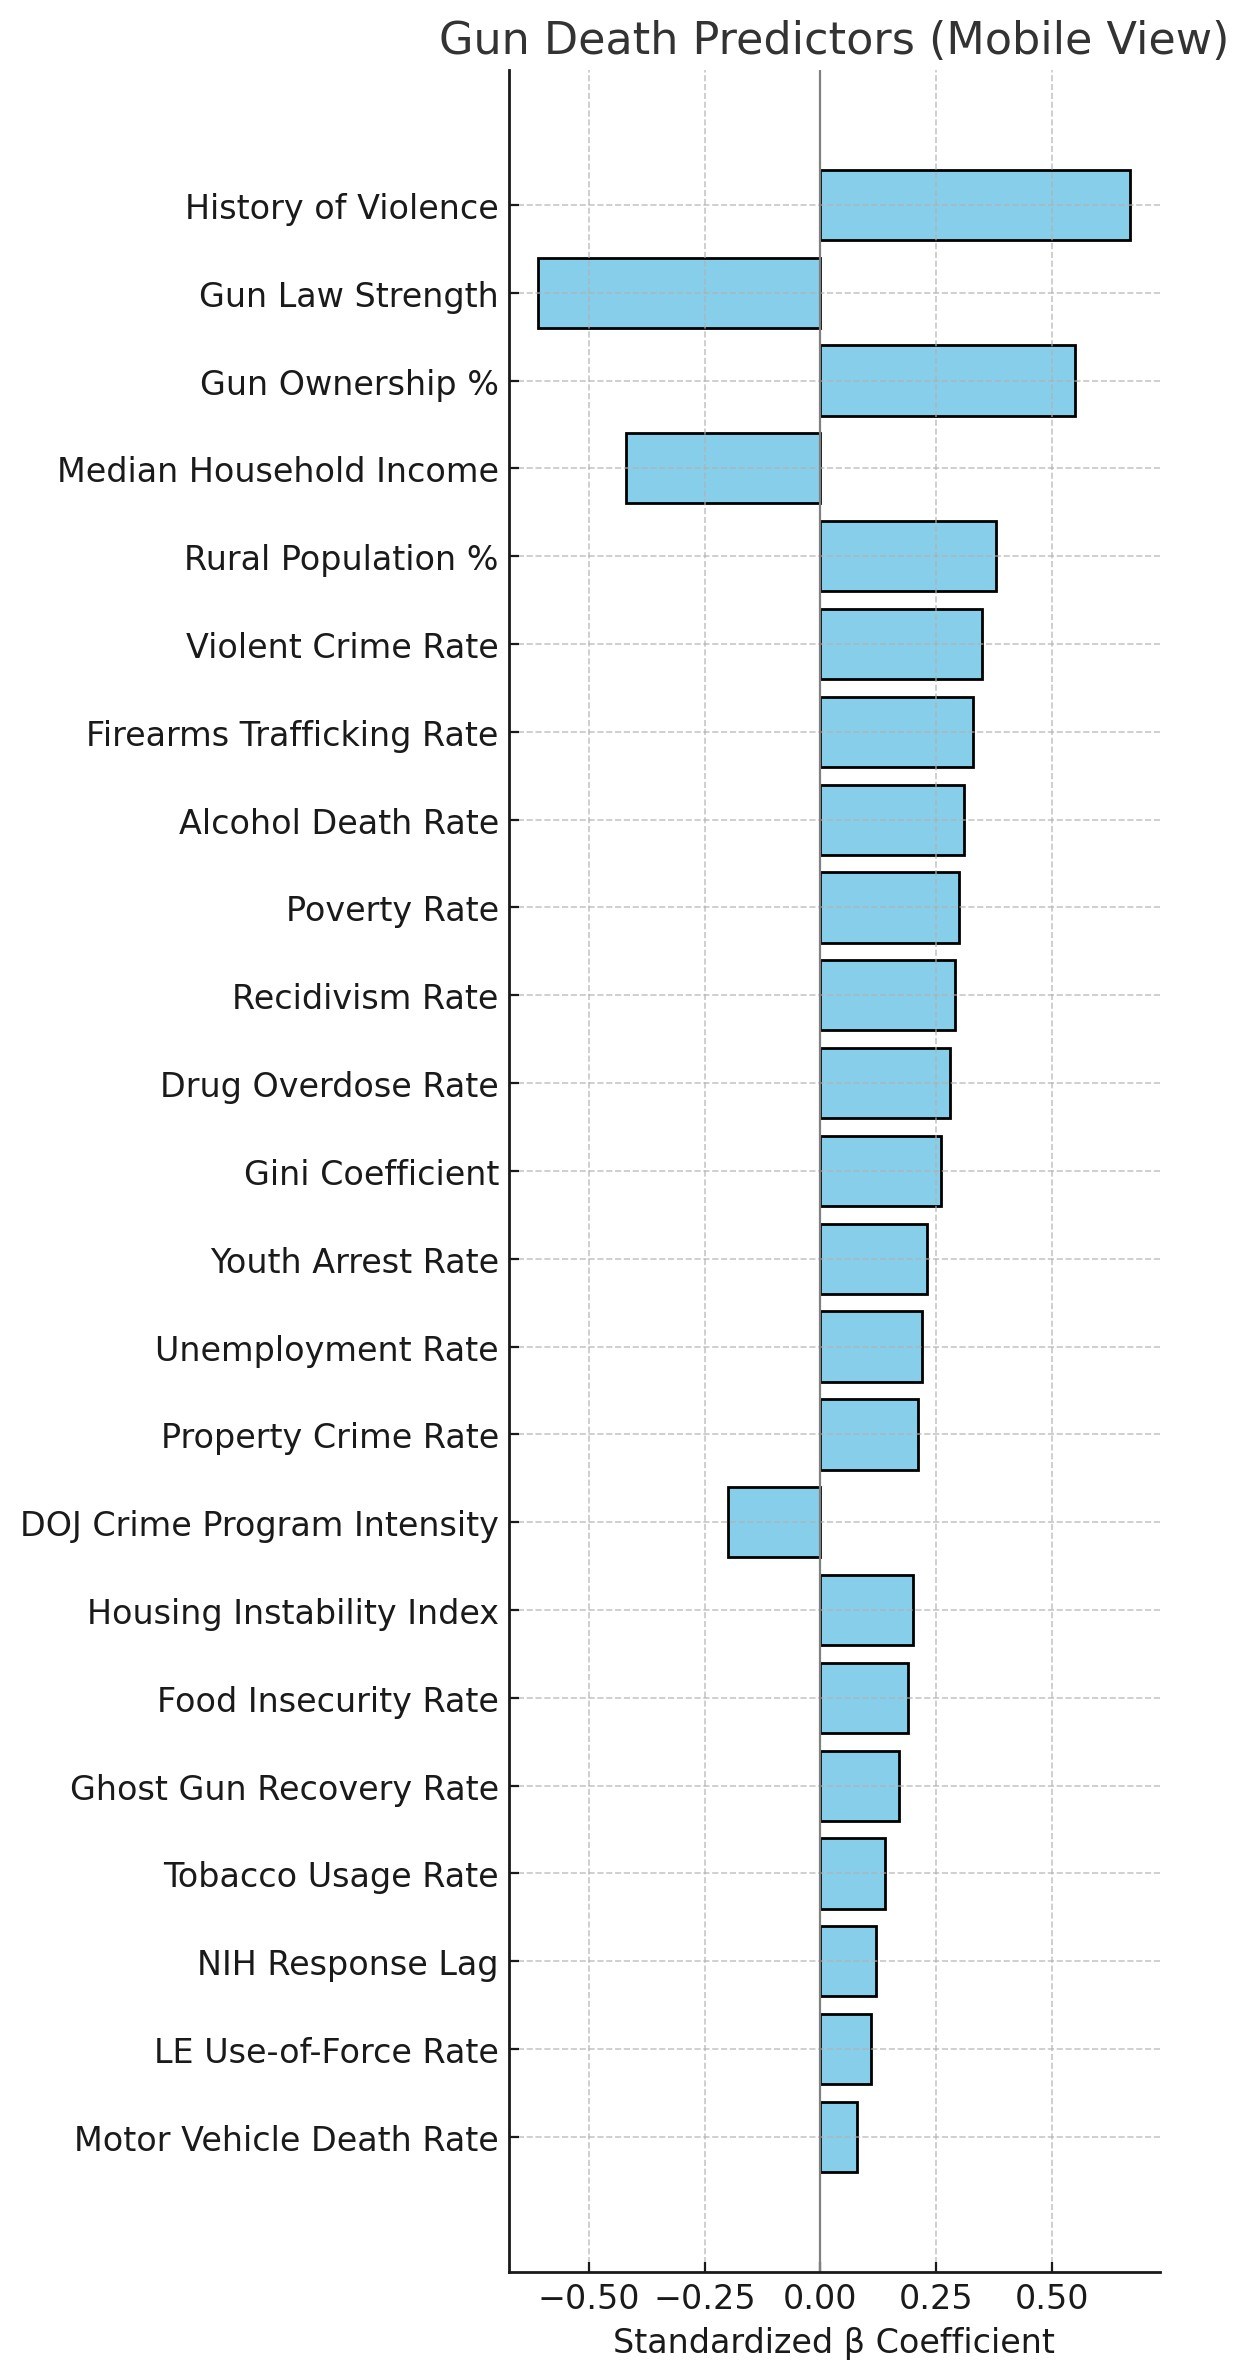 Gun Death Predictors (Mobile View)
History of Violence
Gun Law Strength
Gun Ownership %
Median Household Income
Rural Population %
Violent Crime Rate
Firearms Trafficking Rate
Alcohol Death Rate
Poverty Rate
Recidivism Rate
Drug Overdose Rate
Gini Coefficient
Youth Arrest Rate
Unemployment Rate
Property Crime Rate
DOJ Crime Program Intensity
Housing Instability Index
Food Insecurity Rate
Ghost Gun Recovery Rate
Tobacco Usage Rate
NIH Response Lag
LE Use-of-Force Rate
Motor Vehicle Death Rate
−0.50 −0.25 0.00 0.25 0.50
Standardized β Coefficient